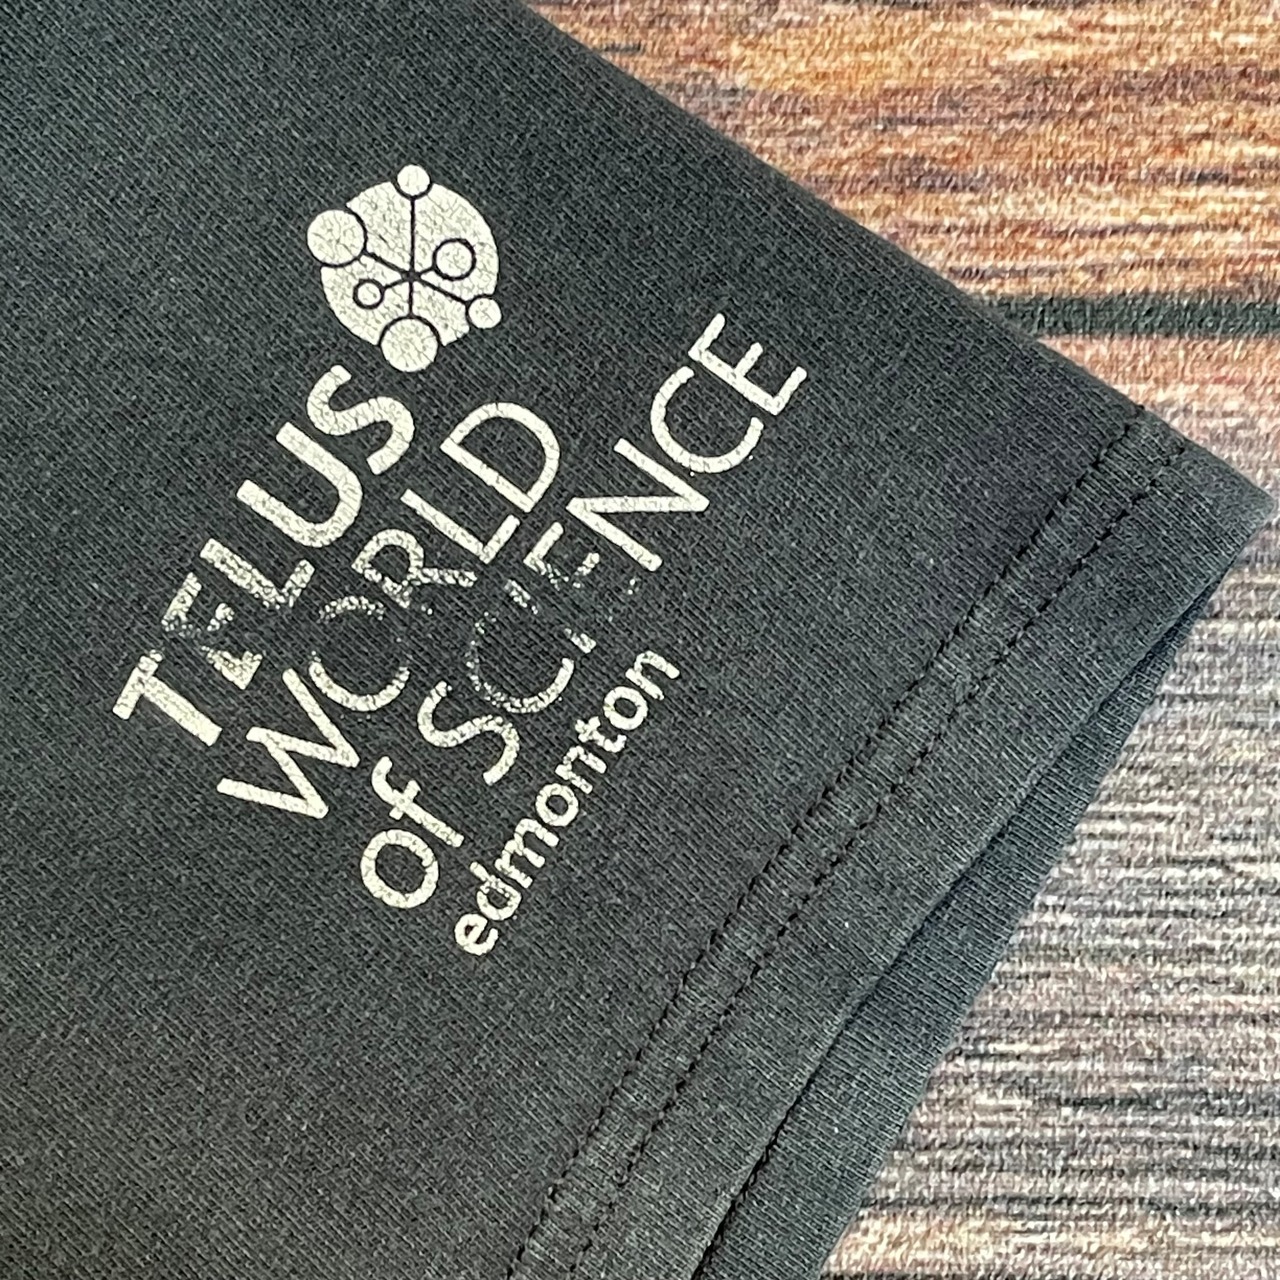 TELUS
WORLD
of SCIENCE
edmonton